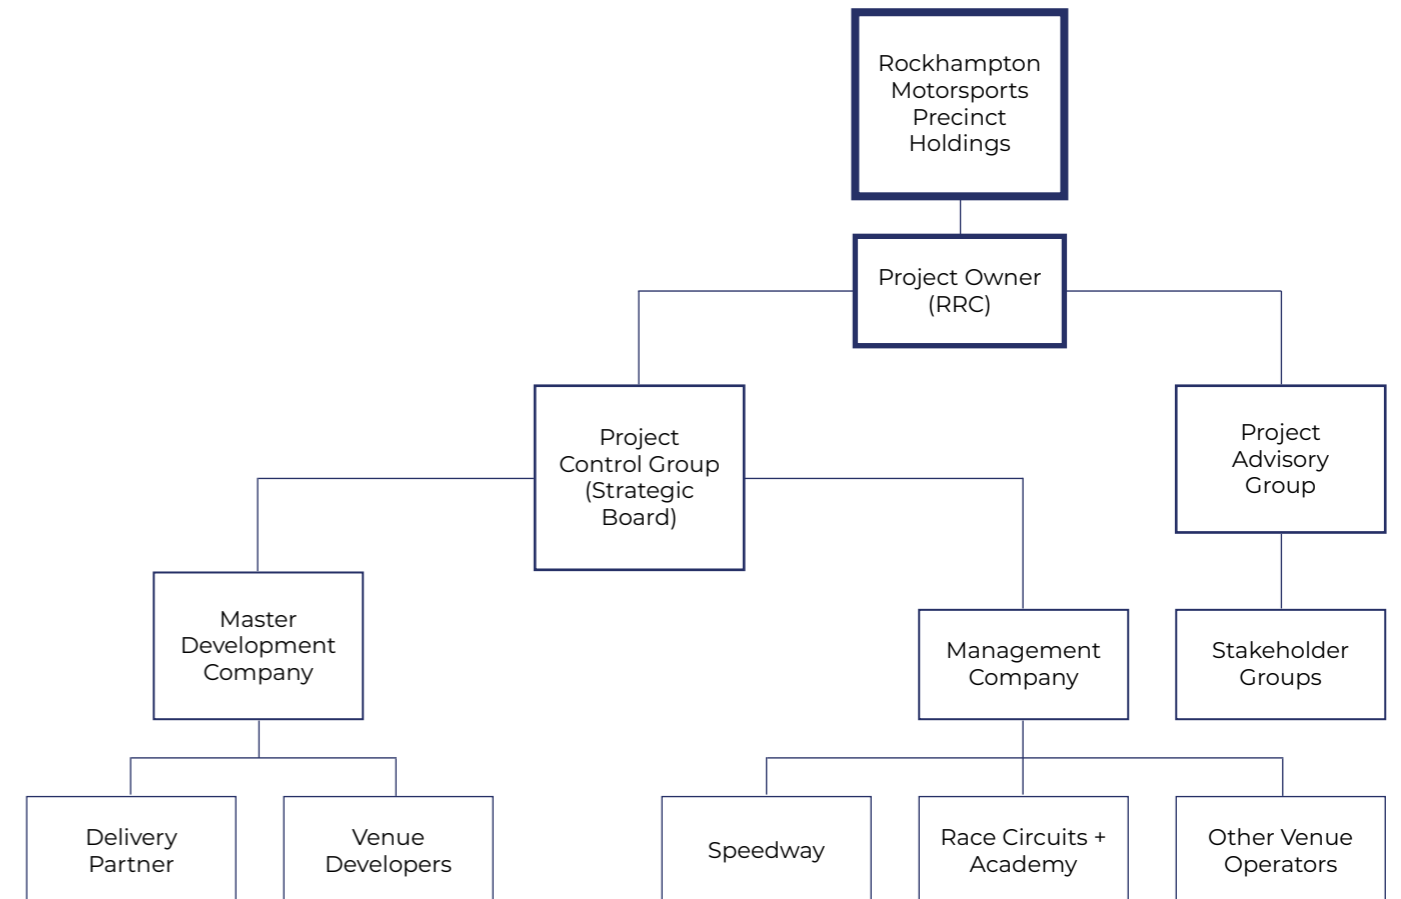 Rockhampton
Motorsports
Precinct
Holdings
Project Owner
(RRC)
Project
Control Group
(Strategic
Board)
Project
Advisory
Group
Master
Development
Company
Management
Company
Stakeholder
Groups
Delivery
Partner
Venue
Developers
Speedway
Race Circuits +
Academy
Other Venue
Operators